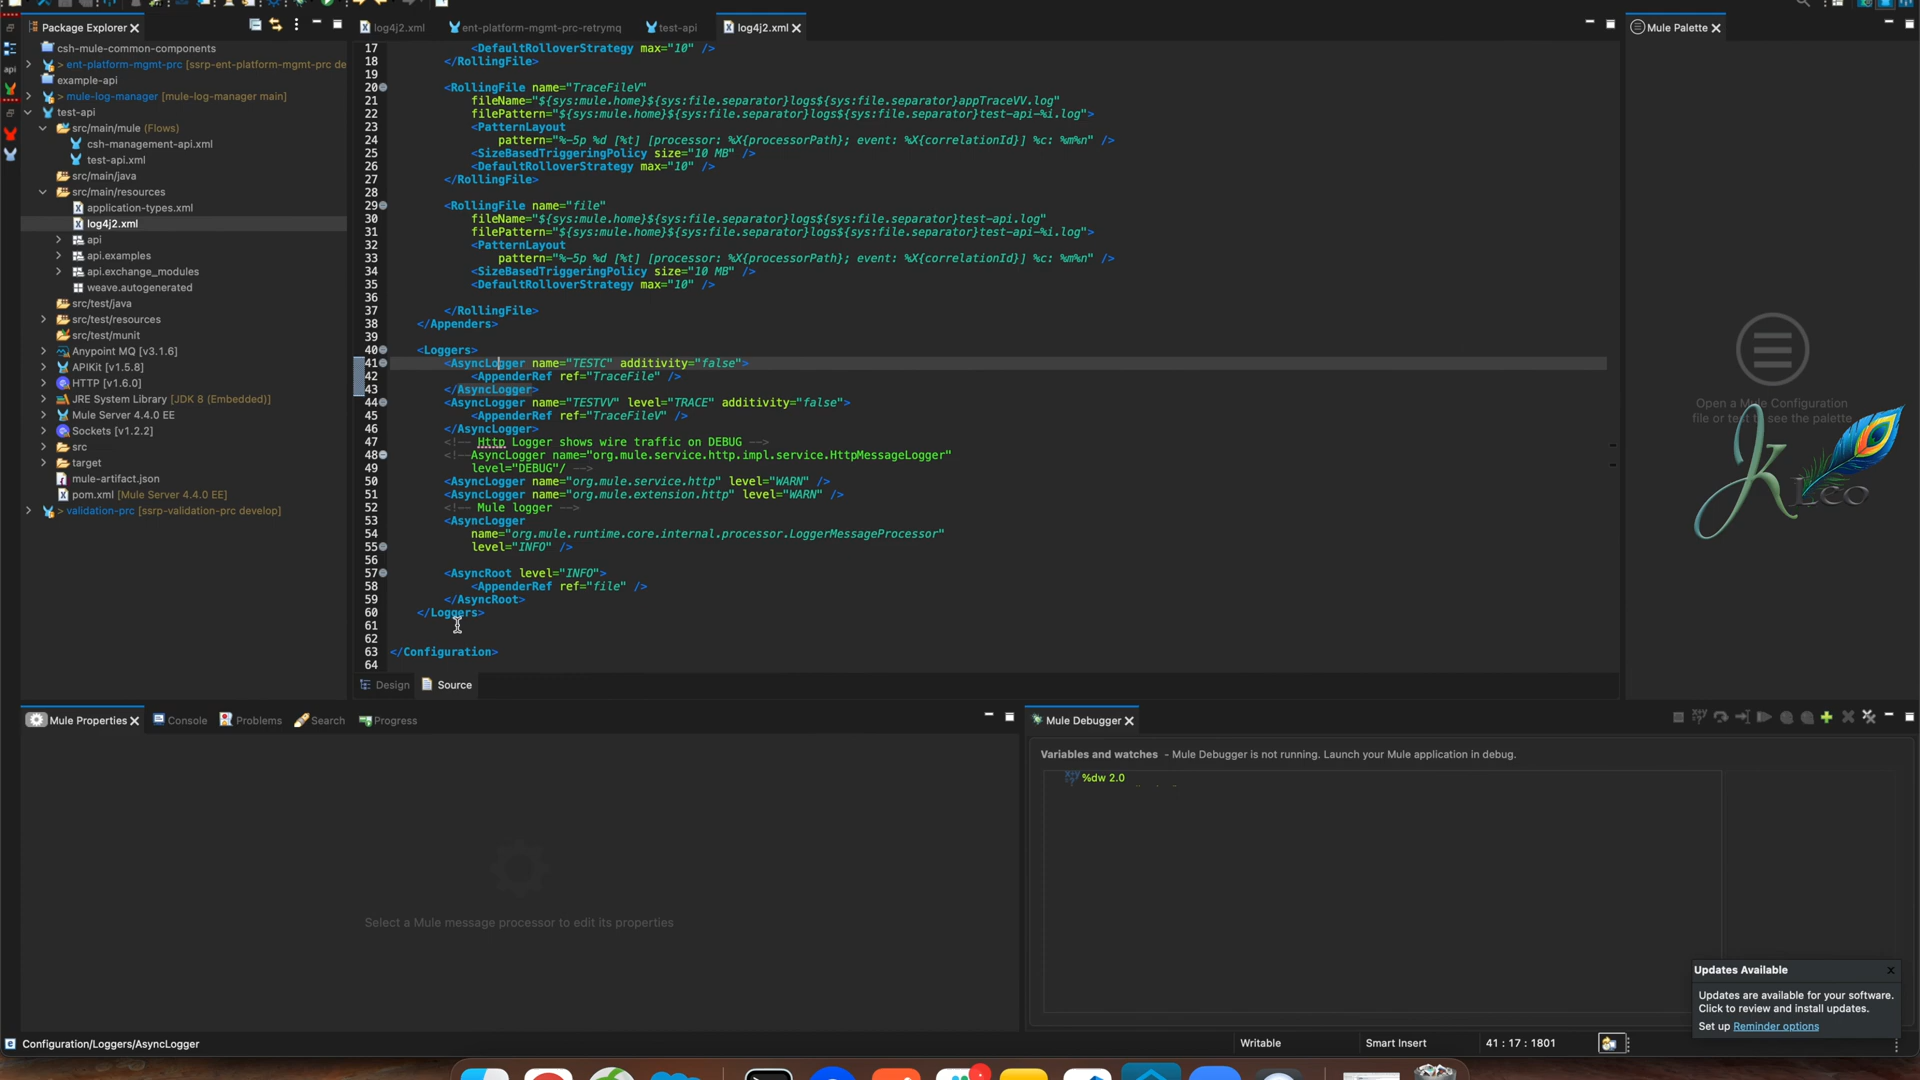 Package Explorer
log4j2.xml
ent-platform-mgmt-prc-retrymq
test-api
log4j2.xml
Mule Palette
api
csh-mule-common-components
> ent-platform-mgmt-prc [ssrp-ent-platform-mgmt-prc de
example-api
> mule-log-manager [mule-log-manager main]
test-api
src/main/mule (Flows)
csh-management-api.xml
test-api.xml
src/main/java
src/main/resources
application-types.xml
log4j2.xml
api
api.examples
api.exchange_modules
weave.autogenerated
src/test/java
src/test/resources
src/test/munit
Anypoint MQ [v3.1.6]
APIKit [v1.5.8]
HTTP [v1.6.0]
JRE System Library [JDK 8 (Embedded)]
Mule Server 4.4.0 EE
Sockets [v1.2.2]
src
target
mule-artifact.json
pom.xml [Mule Server 4.4.0 EE]
> validation-prc [ssrp-validation-prc develop]
17 <DefaultRolloverStrategy max="10" />
18 </RollingFile>
19
20 <RollingFile name="TraceFileV"
21 fileName="${sys:mule.home}${sys:file.separator}logs${sys:file.separator}appTraceVV.log"
22 filePattern="${sys:mule.home}${sys:file.separator}logs${sys:file.separator}test-api-%i.log">
23 <PatternLayout
24 pattern="%-5p %d [%t] [processor: %X{processorPath}; event: %X{correlationId}] %c: %m%n" />
25 <SizeBasedTriggeringPolicy size="10 MB" />
26 <DefaultRolloverStrategy max="10" />
27 </RollingFile>
28
29 <RollingFile name="file"
30 fileName="${sys:mule.home}${sys:file.separator}logs${sys:file.separator}test-api.log"
31 filePattern="${sys:mule.home}${sys:file.separator}logs${sys:file.separator}test-api-%i.log">
32 <PatternLayout
33 pattern="%-5p %d [%t] [processor: %X{processorPath}; event: %X{correlationId}] %c: %m%n" />
34 <SizeBasedTriggeringPolicy size="10 MB" />
35 <DefaultRolloverStrategy max="10" />
36
37 </RollingFile>
38 </Appenders>
39
40 <Loggers>
41 <AsyncLogger name="TESTC" additivity="false">
42 <AppenderRef ref="TraceFile" />
43 </AsyncLogger>
44 <AsyncLogger name="TESTVV" level="TRACE" additivity="false">
45 <AppenderRef ref="TraceFileV" />
46 </AsyncLogger>
47 <!-- Http Logger shows wire traffic on DEBUG -->
48 <!--AsyncLogger name="org.mule.service.http.impl.service.HttpMessageLogger"
49 level="DEBUG"/ -->
50 <AsyncLogger name="org.mule.service.http" level="WARN" />
51 <AsyncLogger name="org.mule.extension.http" level="WARN" />
52 <!-- Mule logger -->
53 <AsyncLogger
54 name="org.mule.runtime.core.internal.processor.LoggerMessageProcessor"
55 level="INFO" />
56
57 <AsyncRoot level="INFO">
58 <AppenderRef ref="file" />
59 </AsyncRoot>
60 </Loggers>
61
62
63 </Configuration>
64
Open a Mule Configuration
file or test to see the palette.
K Leo
Design
Source
Mule Properties
Console
Problems
Search
Progress
Select a Mule message processor to edit its properties
Mule Debugger
Variables and watches - Mule Debugger is not running. Launch your Mule application in debug.
x+y %dw 2.0
Updates Available
Updates are available for your software.
Click to review and install updates.
Set up Reminder options
Configuration/Loggers/AsyncLogger
Writable
Smart Insert
41 : 17 : 1801